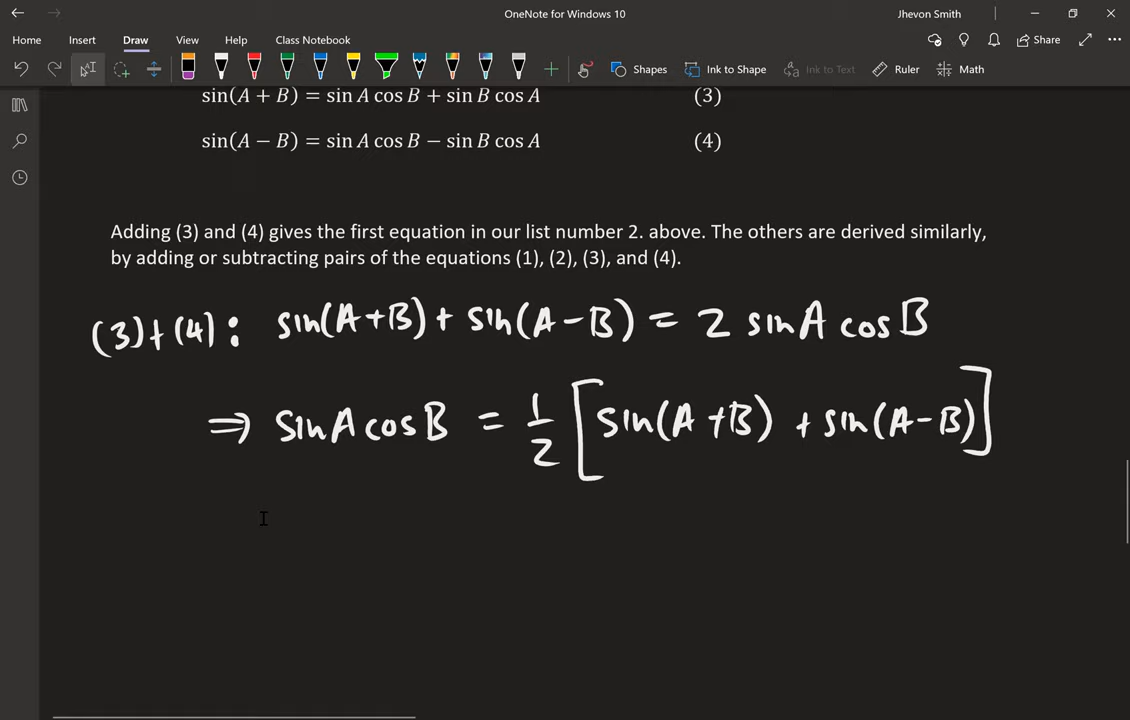 OneNote for Windows 10
Jhevon Smith
Home Insert Draw View Help Class Notebook
Share
Shapes Ink to Shape Ink to Text Ruler Math
sin(A + B) = sin A cos B + sin B cos A (3)
sin(A − B) = sin A cos B − sin B cos A (4)
Adding (3) and (4) gives the first equation in our list number 2. above. The others are derived similarly,
by adding or subtracting pairs of the equations (1), (2), (3), and (4).
(3)+(4): sin(A+B) + sin(A−B) = 2 sinA cosB
⇒ sinA cosB = 1/2 [sin(A+B) + sin(A−B)]